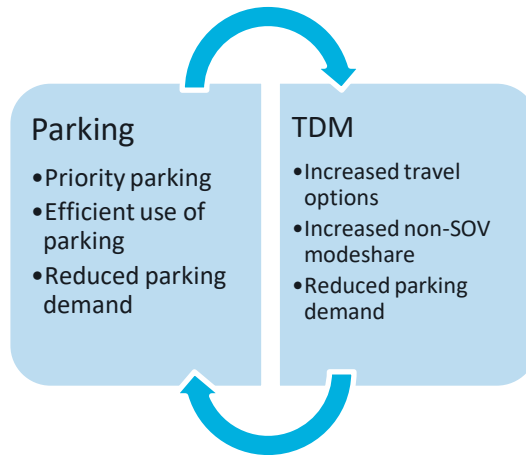 Parking
•Priority parking
•Efficient use of
parking
•Reduced parking
demand
TDM
•Increased travel
options
•Increased non-SOV
modeshare
•Reduced parking
demand